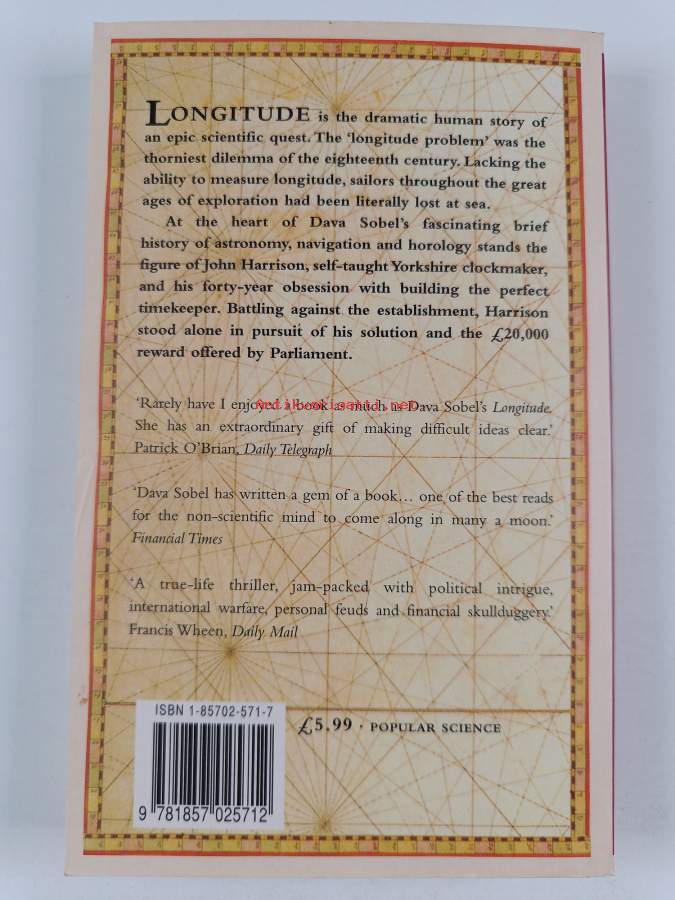 LONGITUDE is the dramatic human story of
an epic scientific quest. The ‘longitude problem’ was the
thorniest dilemma of the eighteenth century. Lacking the
ability to measure longitude, sailors throughout the great
ages of exploration had been literally lost at sea.
At the heart of Dava Sobel’s fascinating brief
history of astronomy, navigation and horology stands the
figure of John Harrison, self-taught Yorkshire clockmaker,
and his forty-year obsession with building the perfect
timekeeper. Battling against the establishment, Harrison
stood alone in pursuit of his solution and the £20,000
reward offered by Parliament.
‘Rarely have I enjoyed a book as much as Dava Sobel’s Longitude.
She has an extraordinary gift of making difficult ideas clear.’
Patrick O’Brian, Daily Telegraph
‘Dava Sobel has written a gem of a book… one of the best reads
for the non-scientific mind to come along in many a moon.’
Financial Times
‘A true-life thriller, jam-packed with political intrigue,
international warfare, personal feuds and financial skullduggery.’
Francis Wheen, Daily Mail
ISBN 1-85702-571-7
£5.99 · POPULAR SCIENCE
9 781857 025712